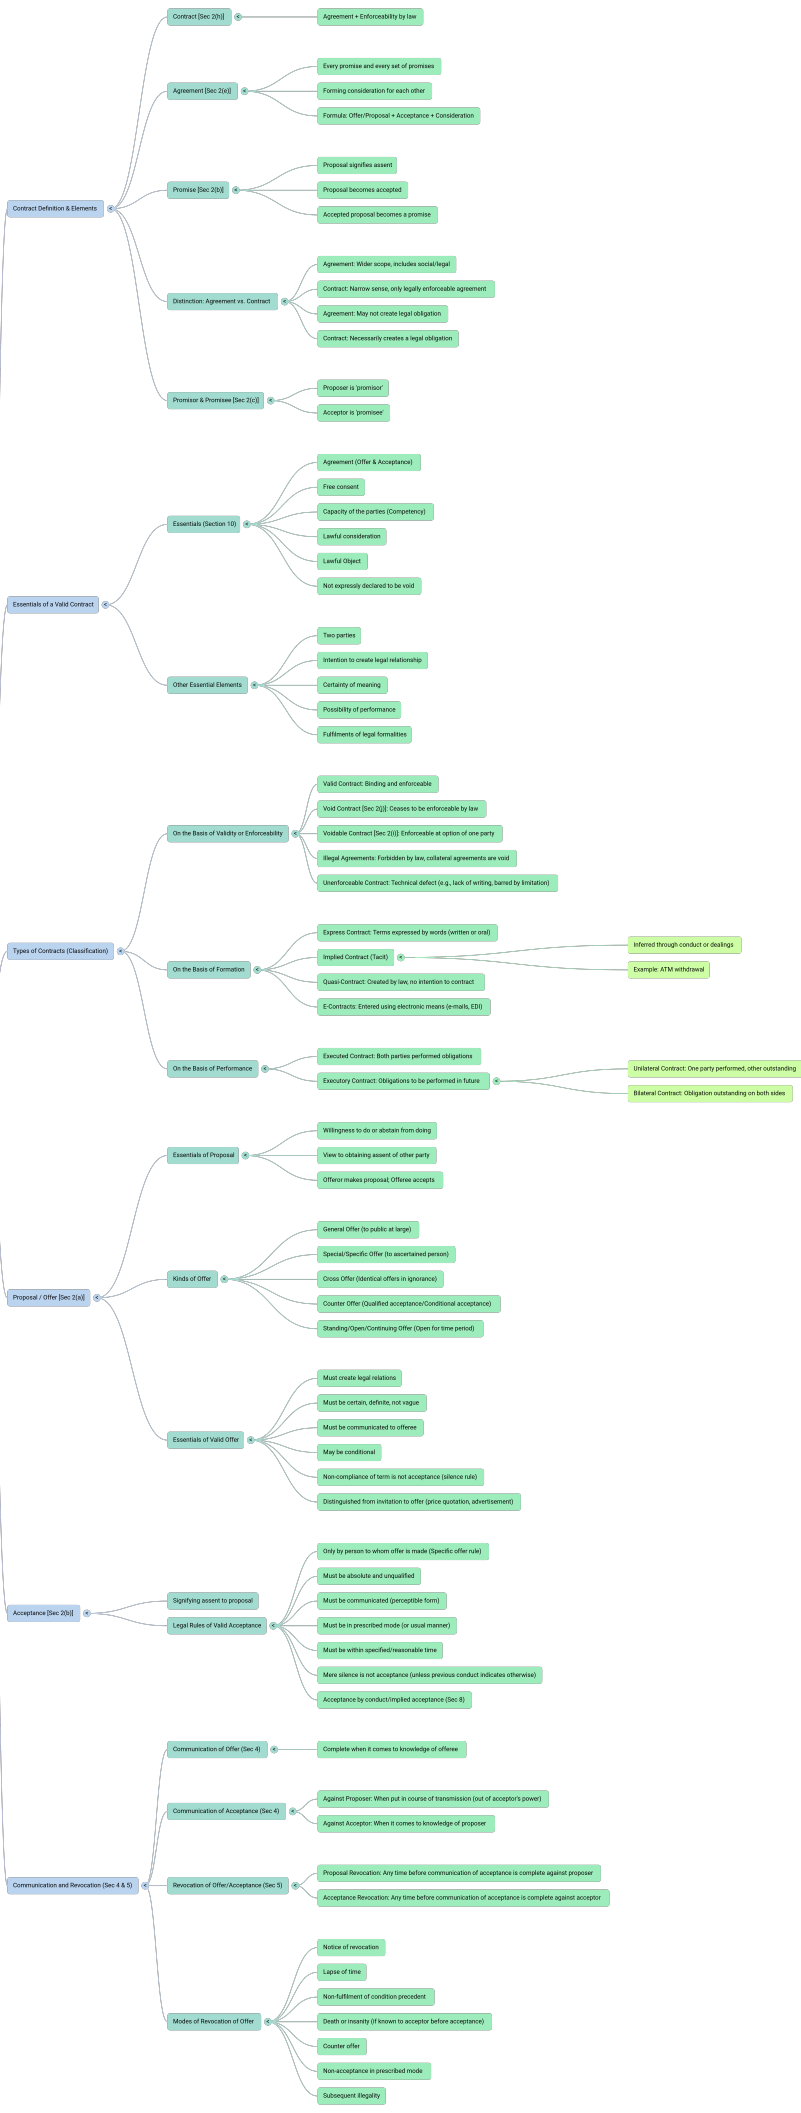 Contract Definition & Elements
Contract [Sec 2(h)]
Agreement + Enforceability by law
Agreement [Sec 2(e)]
Every promise and every set of promises
Forming consideration for each other
Formula: Offer/Proposal + Acceptance + Consideration
Promise [Sec 2(b)]
Proposal signifies assent
Proposal becomes accepted
Accepted proposal becomes a promise
Distinction: Agreement vs. Contract
Agreement: Wider scope, includes social/legal
Contract: Narrow sense, only legally enforceable agreement
Agreement: May not create legal obligation
Contract: Necessarily creates a legal obligation
Promisor & Promisee [Sec 2(c)]
Proposer is 'promisor'
Acceptor is 'promisee'
Essentials of a Valid Contract
Essentials (Section 10)
Agreement (Offer & Acceptance)
Free consent
Capacity of the parties (Competency)
Lawful consideration
Lawful Object
Not expressly declared to be void
Other Essential Elements
Two parties
Intention to create legal relationship
Certainty of meaning
Possibility of performance
Fulfilments of legal formalities
Types of Contracts (Classification)
On the Basis of Validity or Enforceability
Valid Contract: Binding and enforceable
Void Contract [Sec 2(j)]: Ceases to be enforceable by law
Voidable Contract [Sec 2(i)]: Enforceable at option of one party
Illegal Agreements: Forbidden by law, collateral agreements are void
Unenforceable Contract: Technical defect (e.g., lack of writing, barred by limitation)
On the Basis of Formation
Express Contract: Terms expressed by words (written or oral)
Implied Contract (Tacit)
Inferred through conduct or dealings
Example: ATM withdrawal
Quasi-Contract: Created by law, no intention to contract
E-Contracts: Entered using electronic means (e-mails, EDI)
On the Basis of Performance
Executed Contract: Both parties performed obligations
Executory Contract: Obligations to be performed in future
Unilateral Contract: One party performed, other outstanding
Bilateral Contract: Obligation outstanding on both sides
Proposal / Offer [Sec 2(a)]
Essentials of Proposal
Willingness to do or abstain from doing
View to obtaining assent of other party
Offeror makes proposal; Offeree accepts
Kinds of Offer
General Offer (to public at large)
Special/Specific Offer (to ascertained person)
Cross Offer (Identical offers in ignorance)
Counter Offer (Qualified acceptance/Conditional acceptance)
Standing/Open/Continuing Offer (Open for time period)
Essentials of Valid Offer
Must create legal relations
Must be certain, definite, not vague
Must be communicated to offeree
May be conditional
Non-compliance of term is not acceptance (silence rule)
Distinguished from invitation to offer (price quotation, advertisement)
Acceptance [Sec 2(b)]
Signifying assent to proposal
Legal Rules of Valid Acceptance
Only by person to whom offer is made (Specific offer rule)
Must be absolute and unqualified
Must be communicated (perceptible form)
Must be in prescribed mode (or usual manner)
Must be within specified/reasonable time
Mere silence is not acceptance (unless previous conduct indicates otherwise)
Acceptance by conduct/implied acceptance (Sec 8)
Communication and Revocation (Sec 4 & 5)
Communication of Offer (Sec 4)
Complete when it comes to knowledge of offeree
Communication of Acceptance (Sec 4)
Against Proposer: When put in course of transmission (out of acceptor's power)
Against Acceptor: When it comes to knowledge of proposer
Revocation of Offer/Acceptance (Sec 5)
Proposal Revocation: Any time before communication of acceptance is complete against proposer
Acceptance Revocation: Any time before communication of acceptance is complete against acceptor
Modes of Revocation of Offer
Notice of revocation
Lapse of time
Non-fulfilment of condition precedent
Death or insanity (if known to acceptor before acceptance)
Counter offer
Non-acceptance in prescribed mode
Subsequent illegality